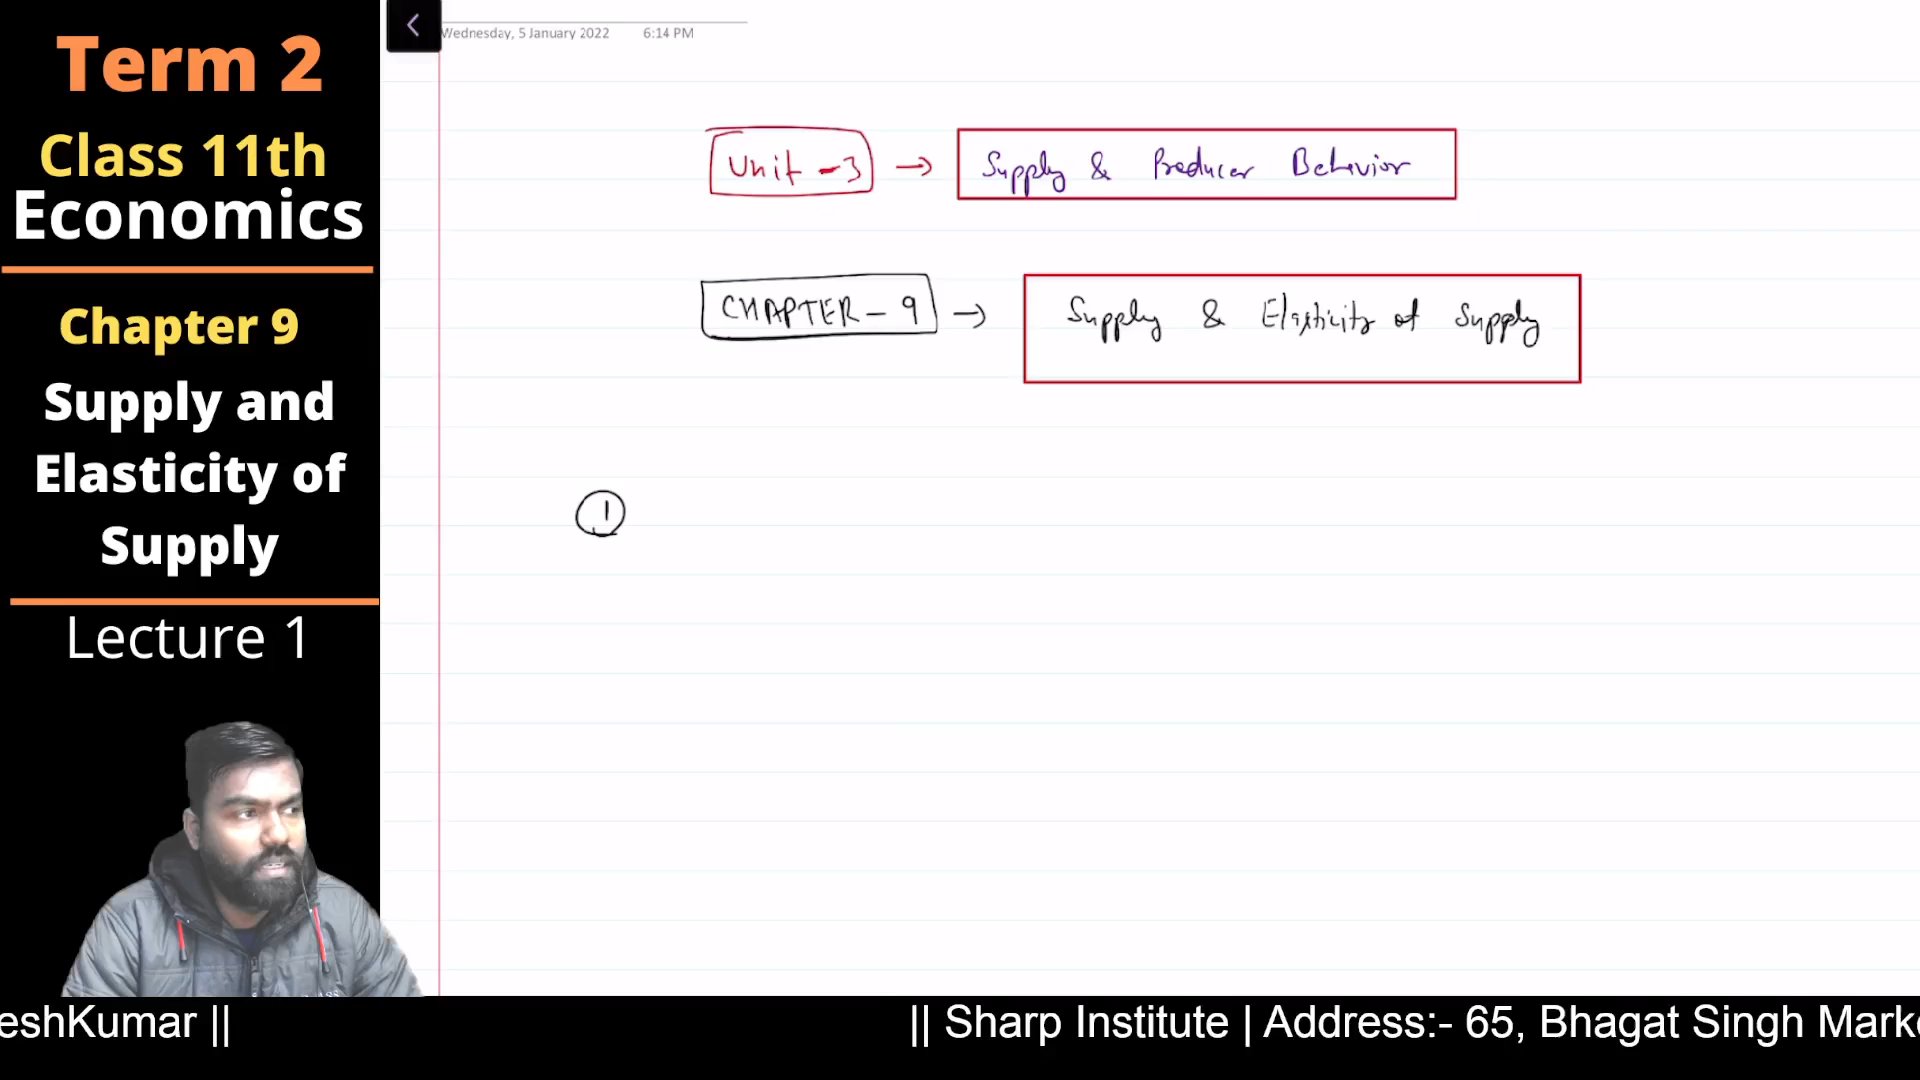 Term 2
Class 11th
Economics
Chapter 9
Supply and
Elasticity of
Supply
Lecture 1
Wednesday, 5 January 2022 6:14 PM
Unit - 3 → Supply & Producer Behavior
CHAPTER - 9 → Supply & Elasticity of Supply
1
eshKumar || || Sharp Institute | Address:- 65, Bhagat Singh Marke